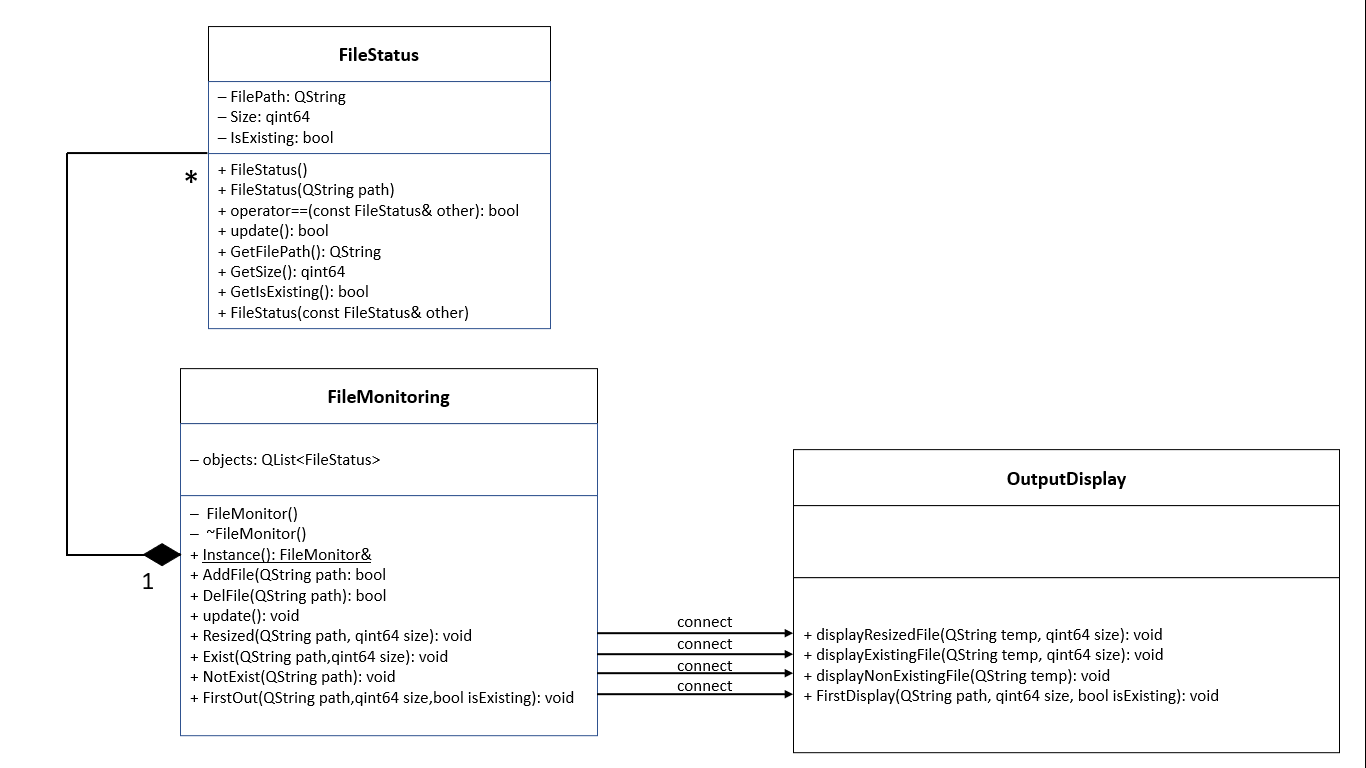 FileStatus
– FilePath: QString
– Size: qint64
– IsExisting: bool
*
+ FileStatus()
+ FileStatus(QString path)
+ operator==(const FileStatus& other): bool
+ update(): bool
+ GetFilePath(): QString
+ GetSize(): qint64
+ GetIsExisting(): bool
+ FileStatus(const FileStatus& other)
FileMonitoring
– objects: QList<FileStatus>
– FileMonitor()
– ~FileMonitor()
+ Instance(): FileMonitor&
+ AddFile(QString path: bool
+ DelFile(QString path): bool
+ update(): void
+ Resized(QString path, qint64 size): void
+ Exist(QString path,qint64 size): void
+ NotExist(QString path): void
+ FirstOut(QString path,qint64 size,bool isExisting): void
1
connect
connect
connect
connect
OutputDisplay
+ displayResizedFile(QString temp, qint64 size): void
+ displayExistingFile(QString temp, qint64 size): void
+ displayNonExistingFile(QString temp): void
+ FirstDisplay(QString path, qint64 size, bool isExisting): void